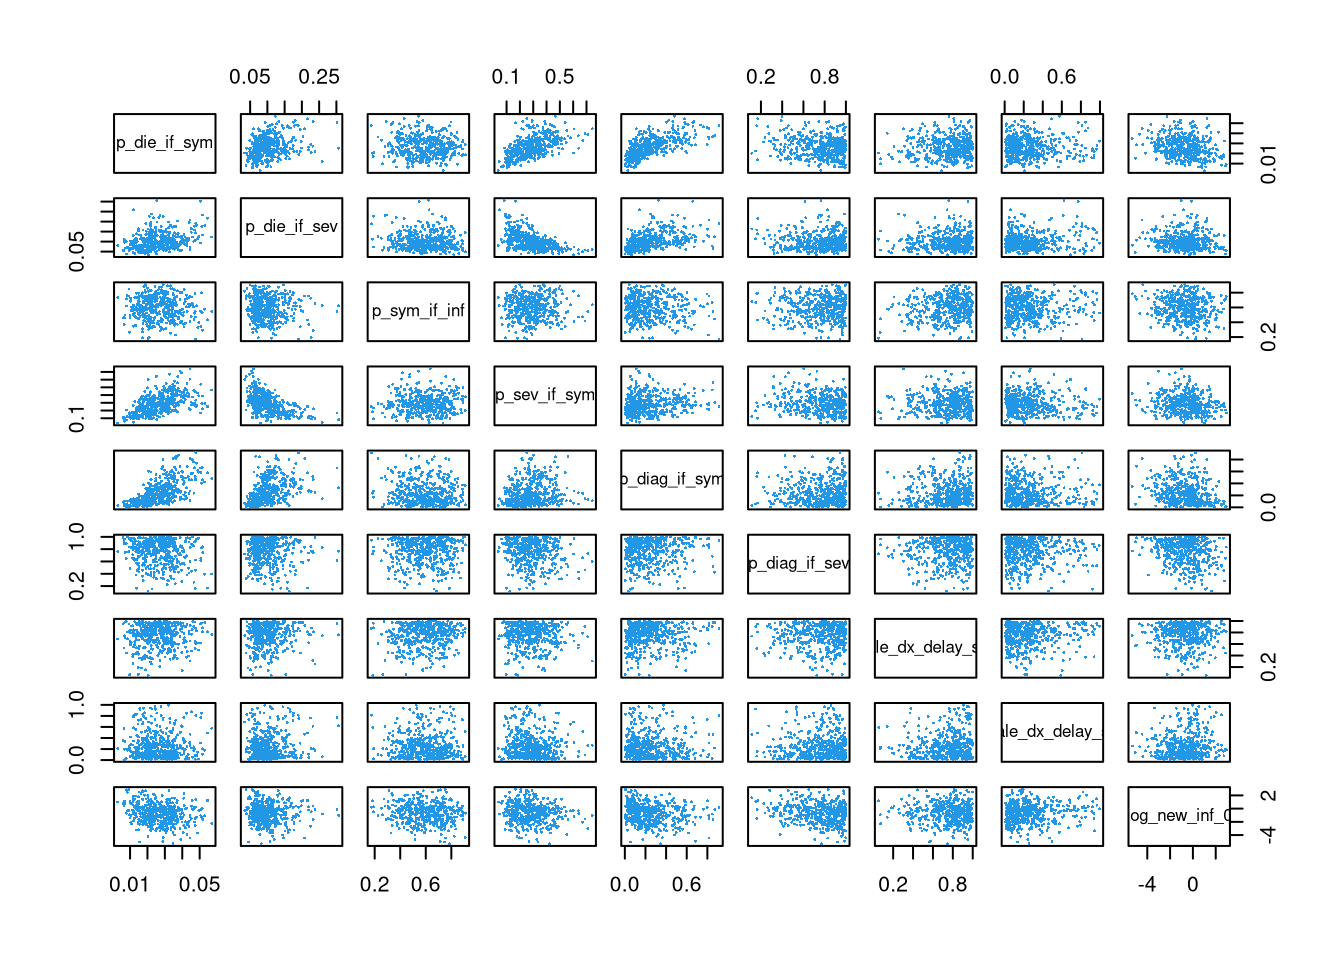 0.05 0.25 0.1 0.5 0.2 0.8 0.0 0.6
p_die_if_sym
0.01
0.05
p_die_if_sev
p_sym_if_inf
0.2
0.1
p_sev_if_sym
p_diag_if_sym
0.0
0.2 1.0
p_diag_if_sev
le_dx_delay_s
0.2
0.0 1.0
ale_dx_delay_
og_new_inf_0
-4 2
0.01 0.05 0.2 0.6 0.0 0.6 0.2 0.8 -4 0